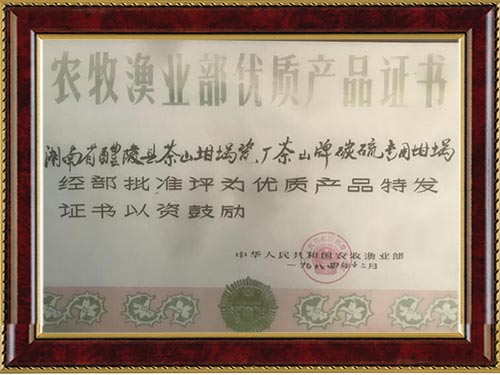 农牧渔业部优质产品证书
湖南省醴陵县茶山坩埚瓷厂茶山牌碳硫专用坩埚
经部批准评为优质产品特发
证书以资鼓励
中华人民共和国农牧渔业部
一九八四年十二月